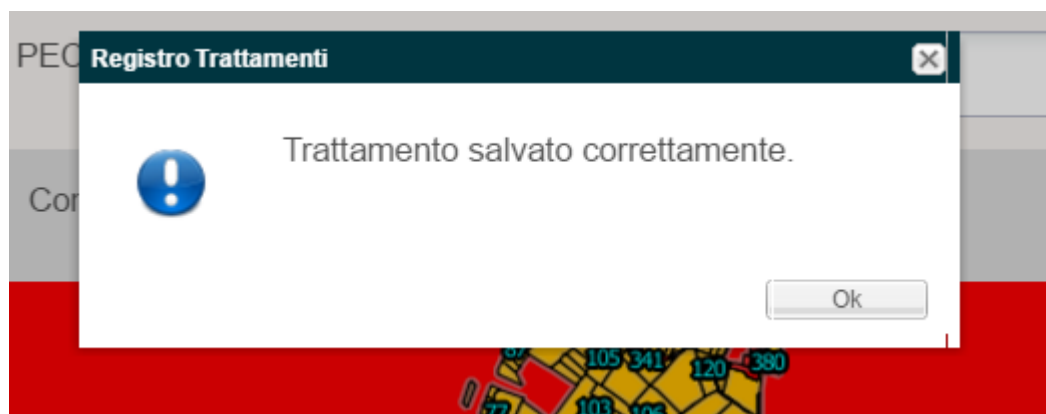 PEC
Registro Trattamenti
Trattamento salvato correttamente.
Cor
Ok
87
105 341
120
380
77
103
106